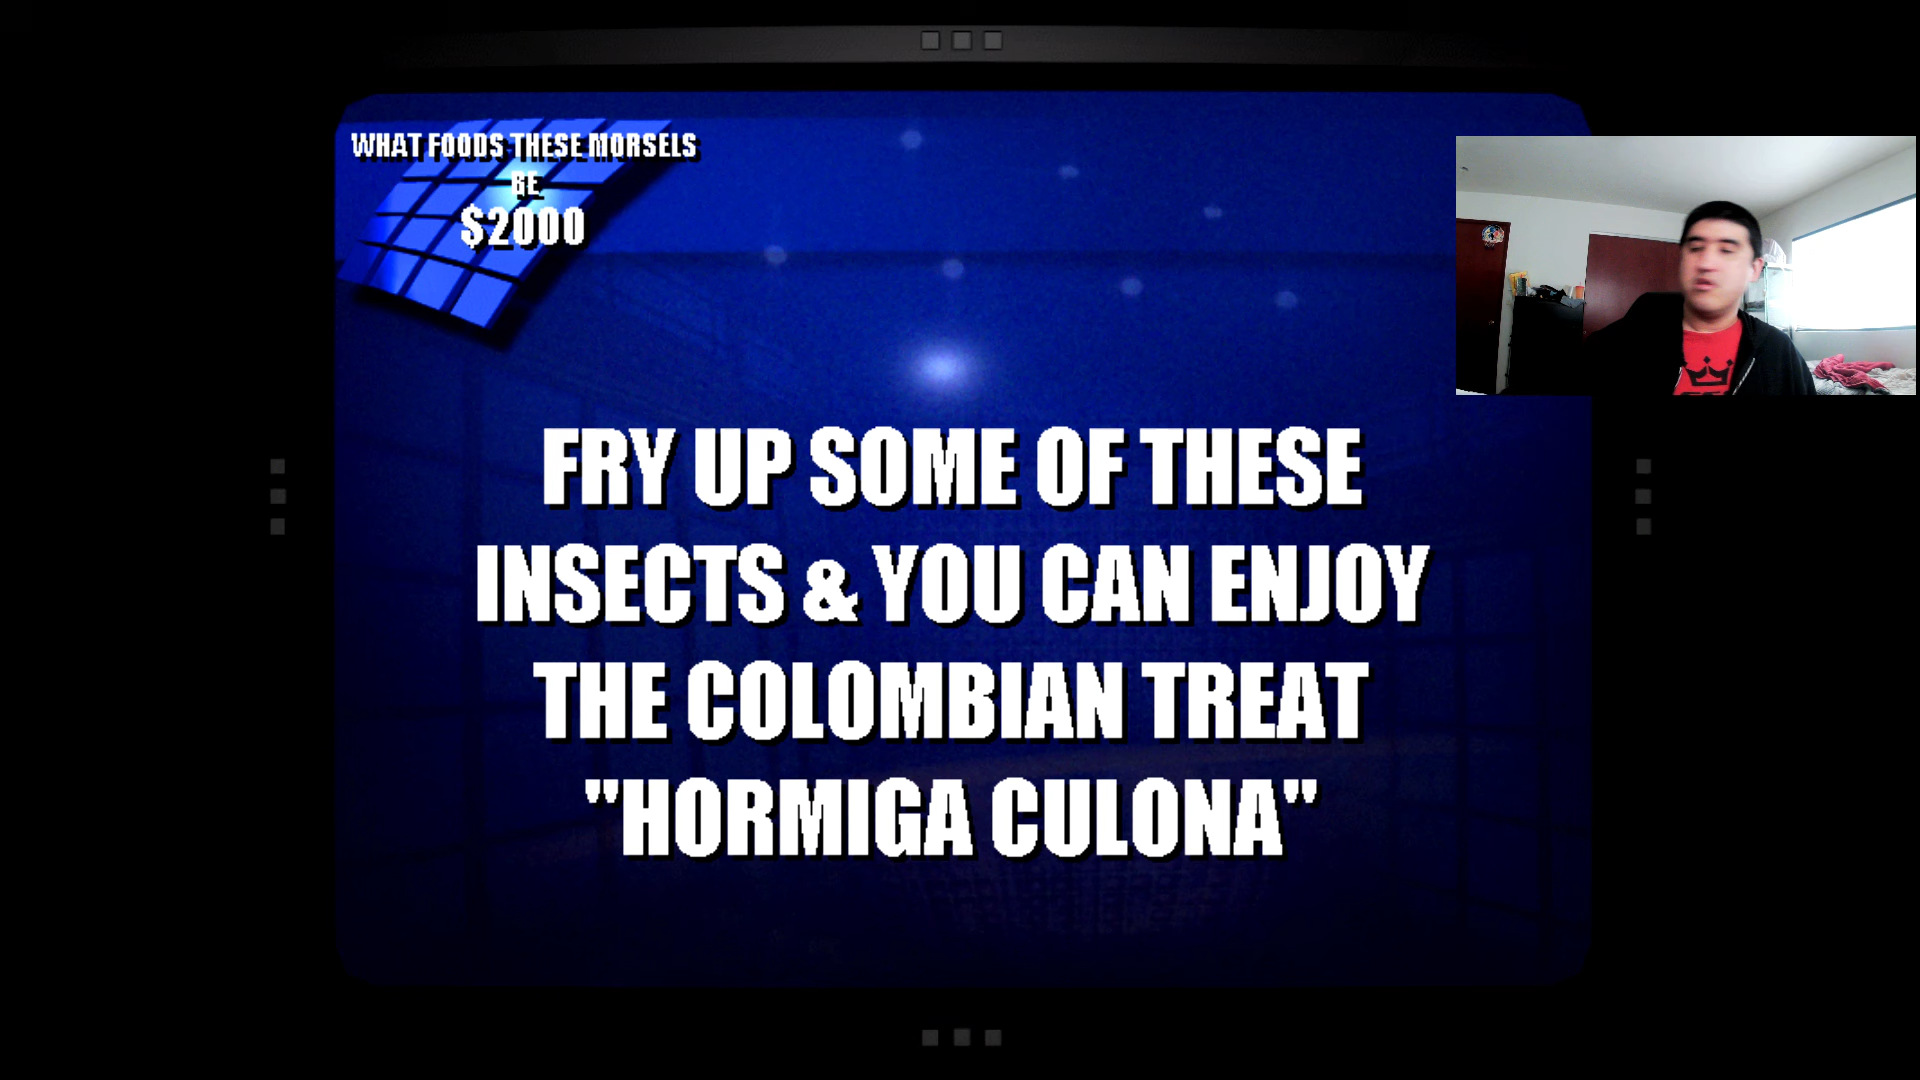 WHAT FOODS THESE MORSELS
BE
$2000
FRY UP SOME OF THESE
INSECTS & YOU CAN ENJOY
THE COLOMBIAN TREAT
"HORMIGA CULONA"